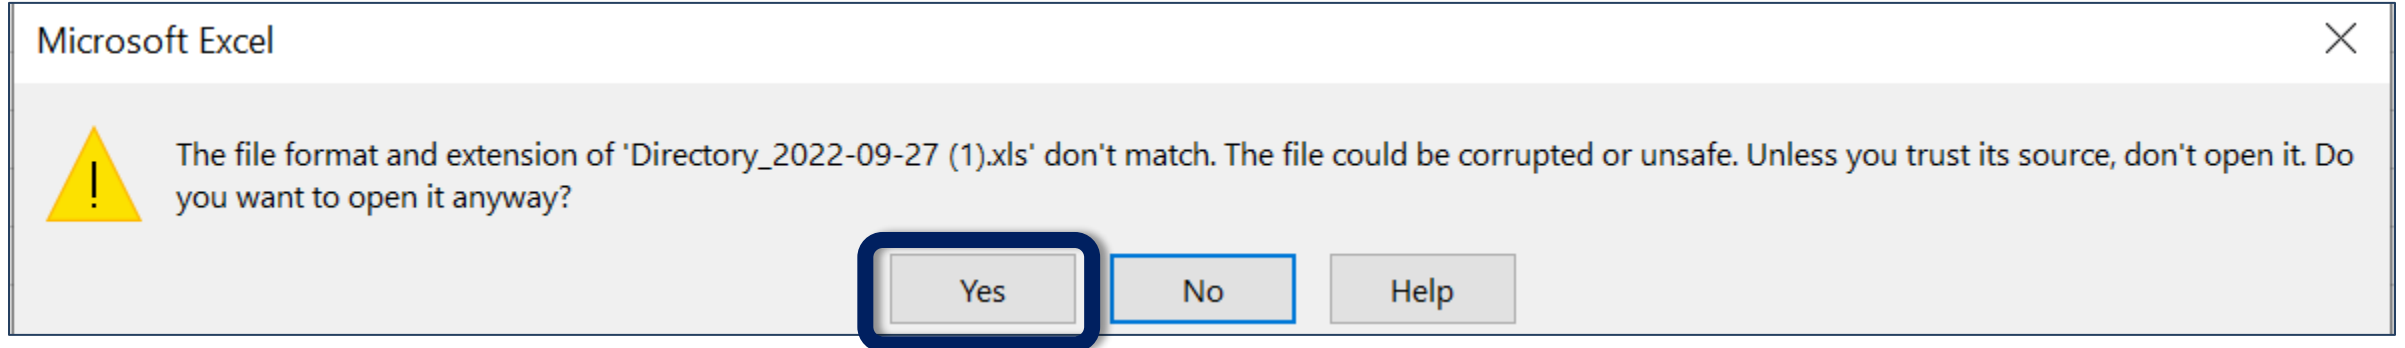 Microsoft Excel
The file format and extension of 'Directory_2022-09-27 (1).xls' don't match. The file could be corrupted or unsafe. Unless you trust its source, don't open it. Do
you want to open it anyway?
Yes No Help